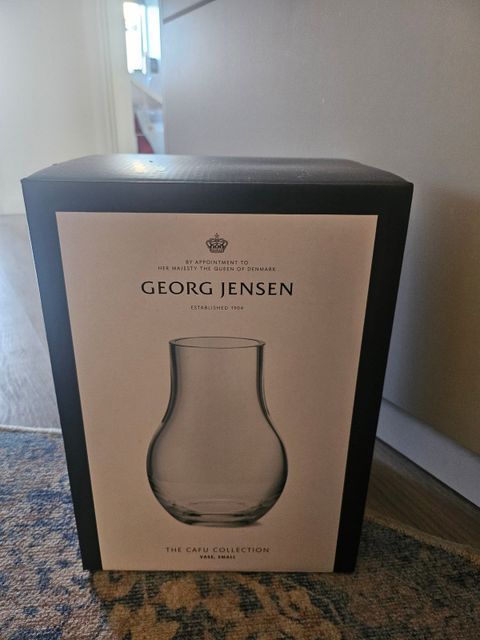 BY APPOINTMENT TO
HER MAJESTY THE QUEEN OF DENMARK
GEORG JENSEN
ESTABLISHED 1904
THE CAFU COLLECTION
VASE, SMALL